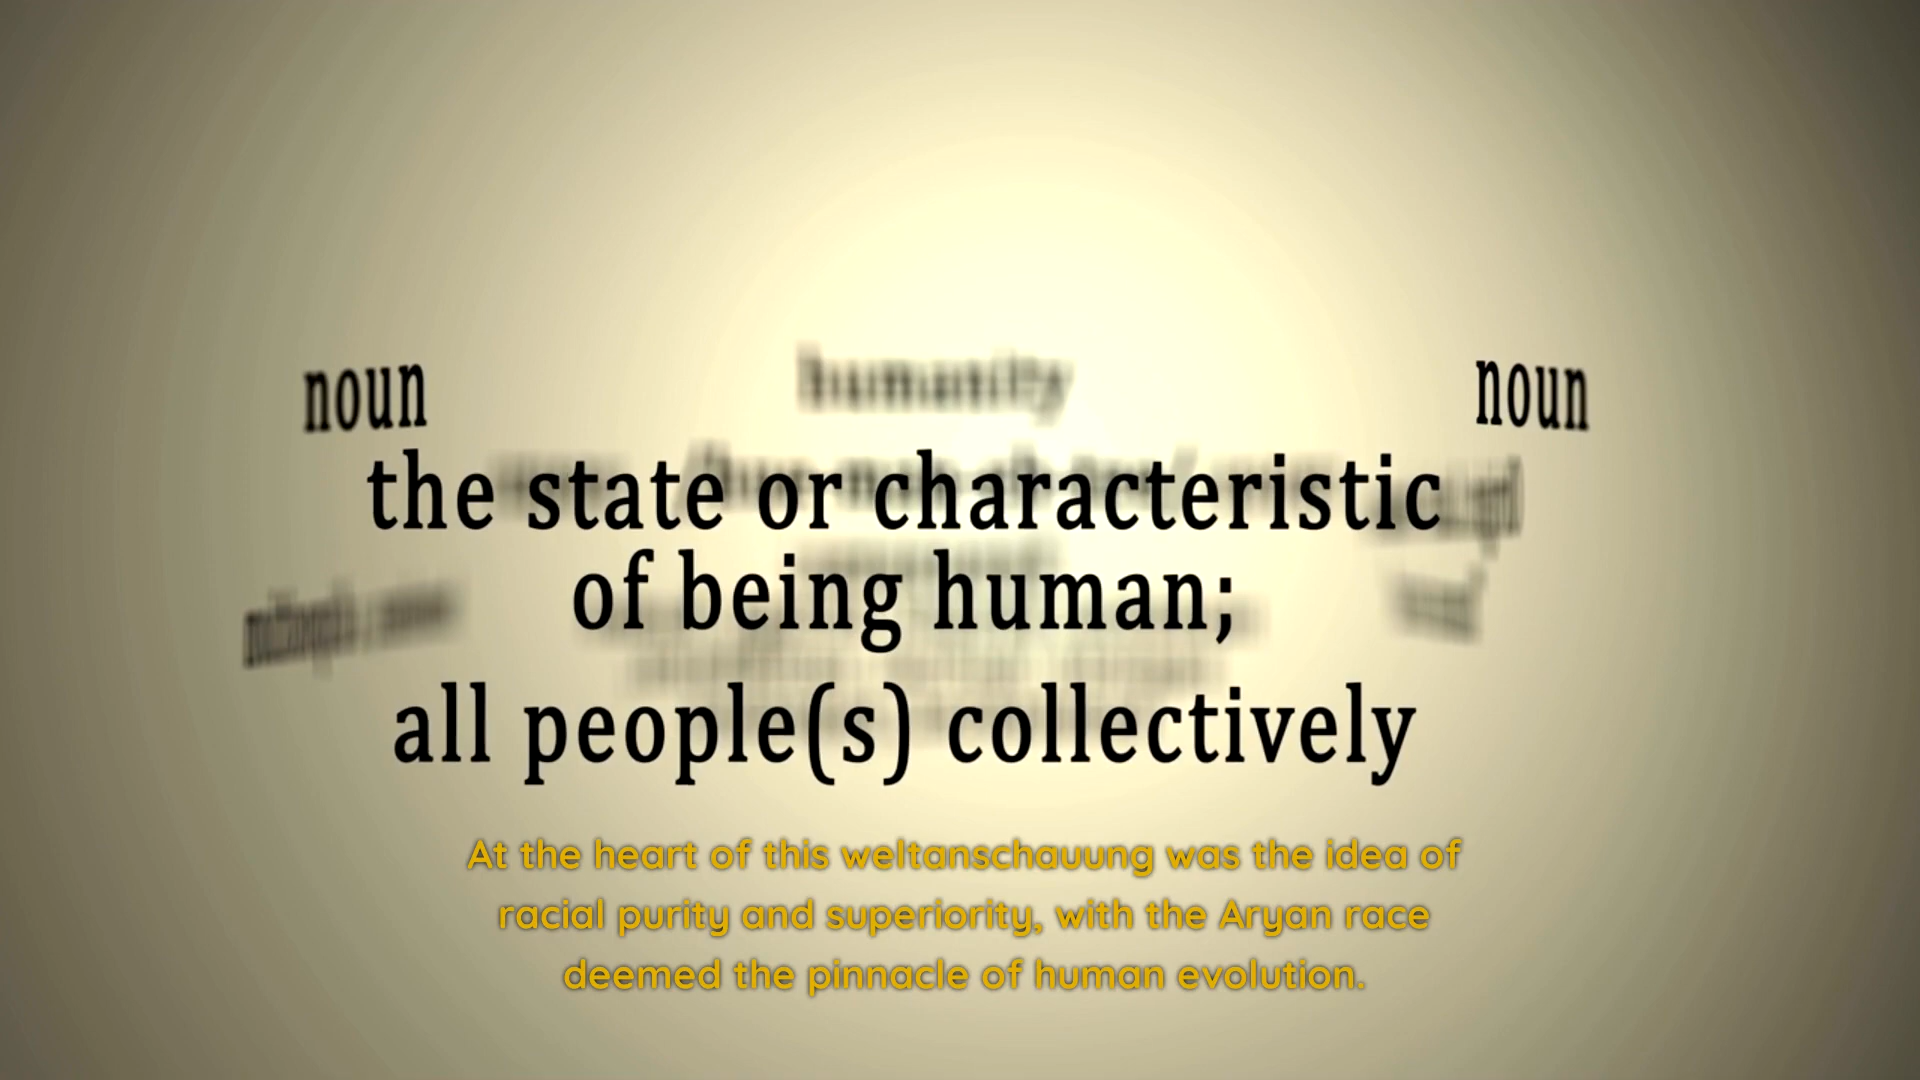 humanity
noun
noun
the state or characteristic
of being human;
all people(s) collectively
At the heart of this weltanschauung was the idea of
racial purity and superiority, with the Aryan race
deemed the pinnacle of human evolution.